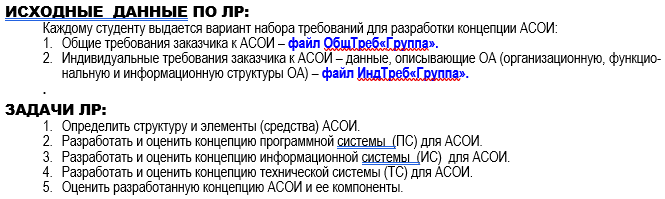 ИСХОДНЫЕ ДАННЫЕ ПО ЛР:
Каждому студенту выдается вариант набора требований для разработки концепции АСОИ:
1. Общие требования заказчика к АСОИ – файл ОбщТреб«Группа».
2. Индивидуальные требования заказчика к АСОИ – данные, описывающие ОА (организационную, функцио-
нальную и информационную структуры ОА) – файл ИндТреб«Группа».
.
ЗАДАЧИ ЛР:
1. Определить структуру и элементы (средства) АСОИ.
2. Разработать и оценить концепцию программной системы (ПС) для АСОИ.
3. Разработать и оценить концепцию информационной системы (ИС) для АСОИ.
4. Разработать и оценить концепцию технической системы (ТС) для АСОИ.
5. Оценить разработанную концепцию АСОИ и ее компоненты.